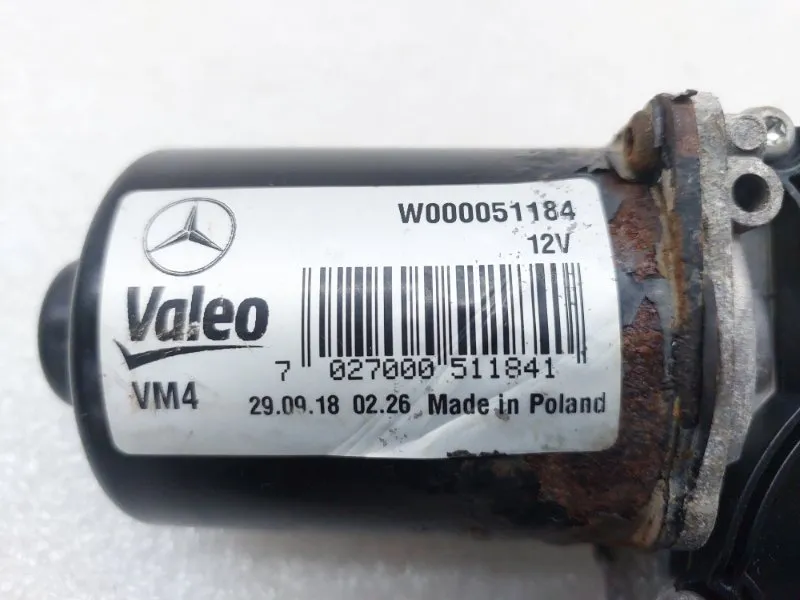 W000051184
12V
Valeo
7 027000 511841
VM4
29.09.18 02.26 Made in Poland